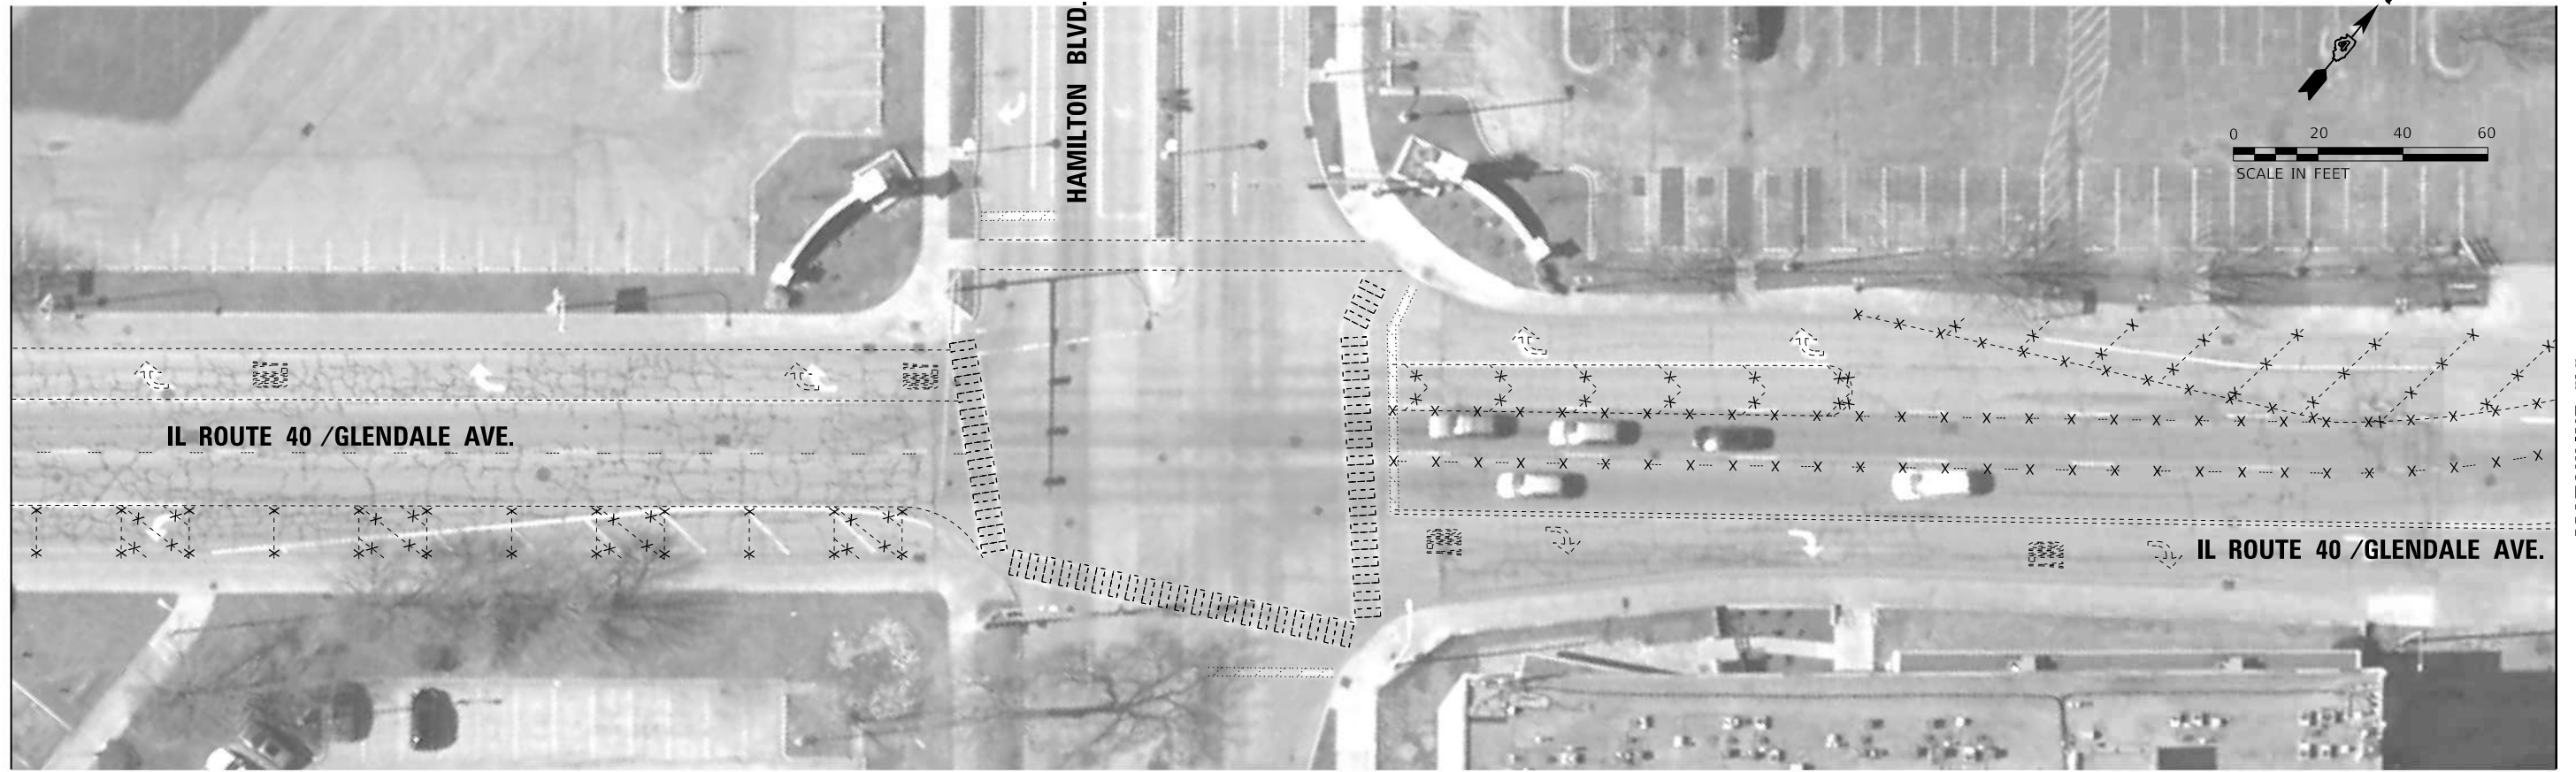 HAMILTON BLVD.
0 20 40 60
SCALE IN FEET
IL ROUTE 40 /GLENDALE AVE.
IL ROUTE 40 /GLENDALE AVE.